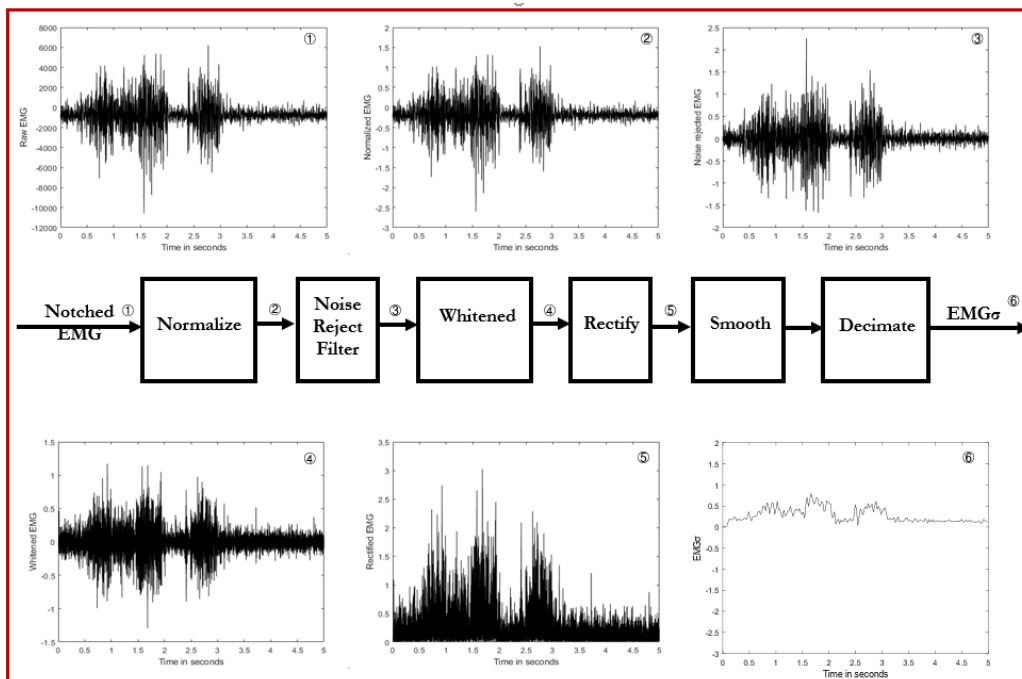 ①
8000
6000
4000
2000
0
-2000
-4000
-6000
-8000
-10000
-12000
Raw EMG
0 0.5 1 1.5 2 2.5 3 3.5 4 4.5 5
Time in seconds
②
2
1.5
1
0.5
0
-0.5
-1
-1.5
-2
-2.5
-3
Normalized EMG
0 0.5 1 1.5 2 2.5 3 3.5 4 4.5 5
Time in seconds
③
2.5
2
1.5
1
0.5
0
-0.5
-1
-1.5
-2
Noise rejected EMG
0 0.5 1 1.5 2 2.5 3 3.5 4 4.5 5
Time in seconds
Notched ①
EMG
Normalize
②
Noise
Reject
Filter
③
Whitened
④
Rectify
⑤
Smooth
Decimate
EMGσ ⑥
④
1.5
1
0.5
0
-0.5
-1
-1.5
Whitened EMG
0 0.5 1 1.5 2 2.5 3 3.5 4 4.5 5
Time in seconds
⑤
3.5
3
2.5
2
1.5
1
0.5
0
Rectified EMG
0 0.5 1 1.5 2 2.5 3 3.5 4 4.5 5
Time in seconds
⑥
2
1.5
1
0.5
0
-0.5
-1
-1.5
-2
-2.5
-3
EMGσ
0 0.5 1 1.5 2 2.5 3 3.5 4 4.5 5
Time in seconds